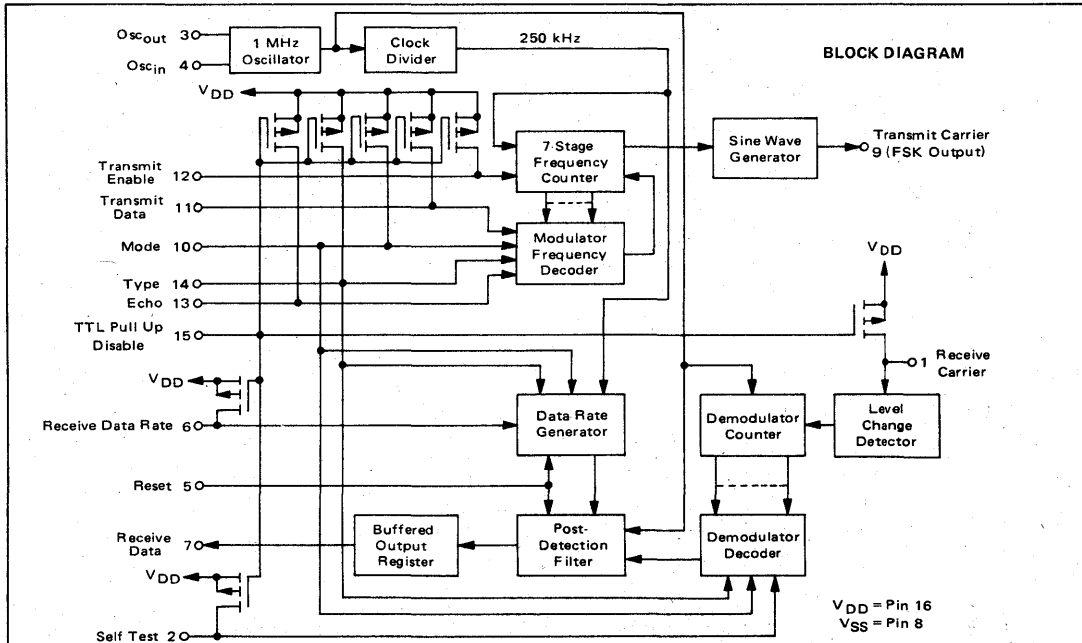 BLOCK DIAGRAM
Osc_out 3
Osc_in 4
1 MHz
Oscillator
Clock
Divider
250 kHz
V_DD
7-Stage
Frequency
Counter
Sine Wave
Generator
Transmit Carrier
9 (FSK Output)
Transmit
Enable 12
Transmit
Data 11
Mode 10
Type 14
Echo 13
Modulator
Frequency
Decoder
TTL Pull Up
Disable 15
V_DD
1 Receive
Carrier
V_DD
Receive Data Rate 6
Data Rate
Generator
Demodulator
Counter
Level
Change
Detector
Reset 5
Receive
Data 7
Buffered
Output
Register
Post-
Detection
Filter
Demodulator
Decoder
V_DD
Self Test 2
V_DD = Pin 16
V_SS = Pin 8